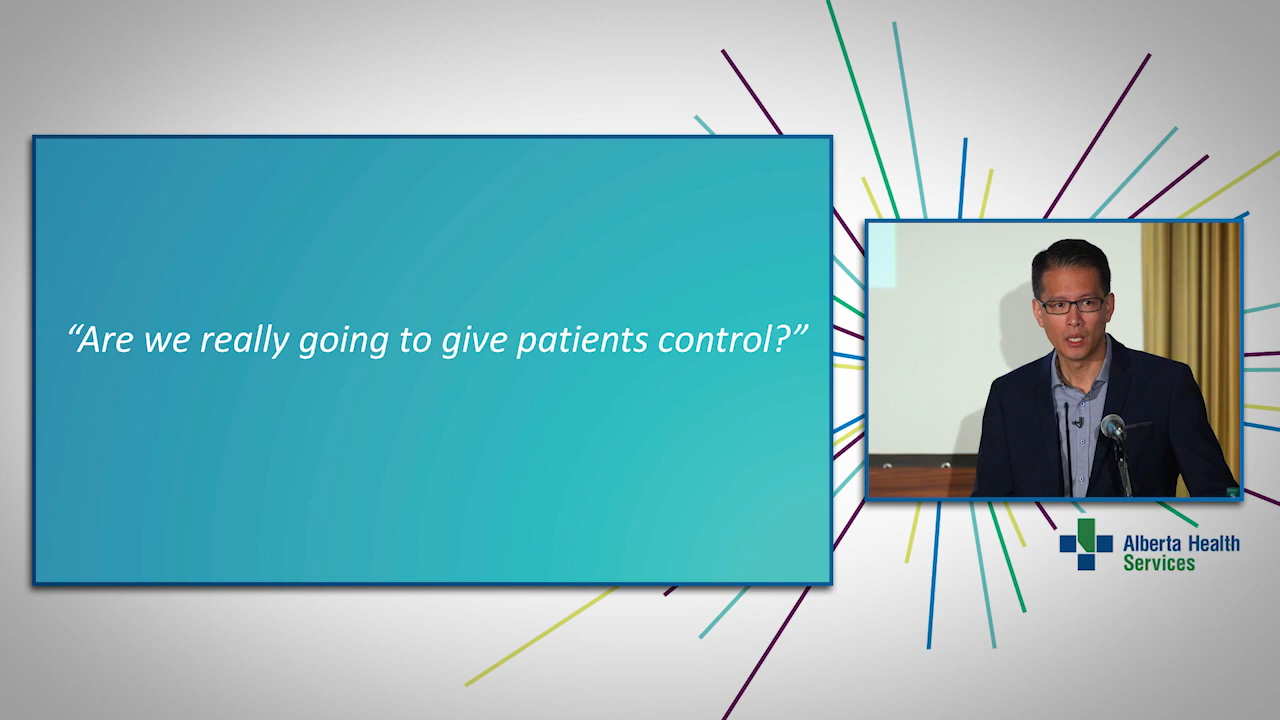 “Are we really going to give patients control?”
Alberta Health
Services